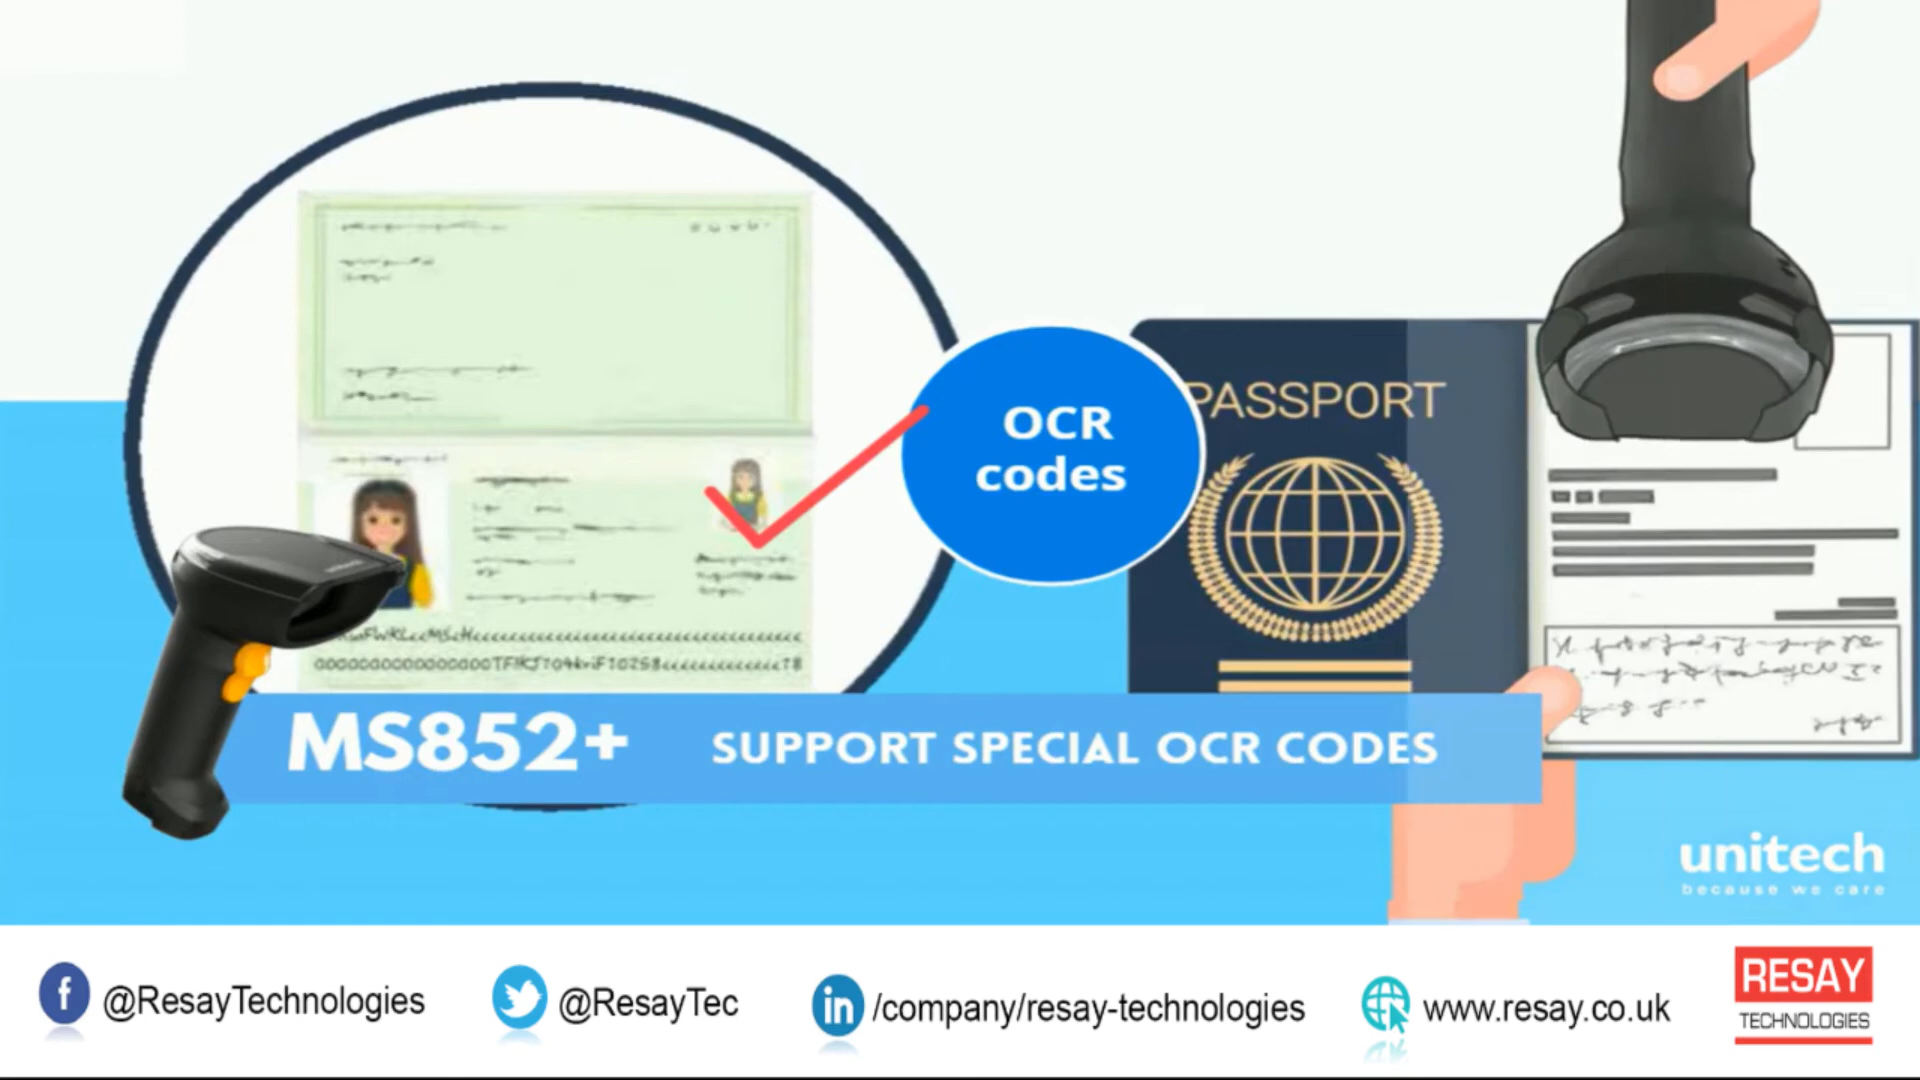 OCR
codes
PASSPORT
MS852+ SUPPORT SPECIAL OCR CODES
unitech
because we care
@ResayTechnologies
@ResayTec
/company/resay-technologies
www.resay.co.uk
RESAY
TECHNOLOGIES